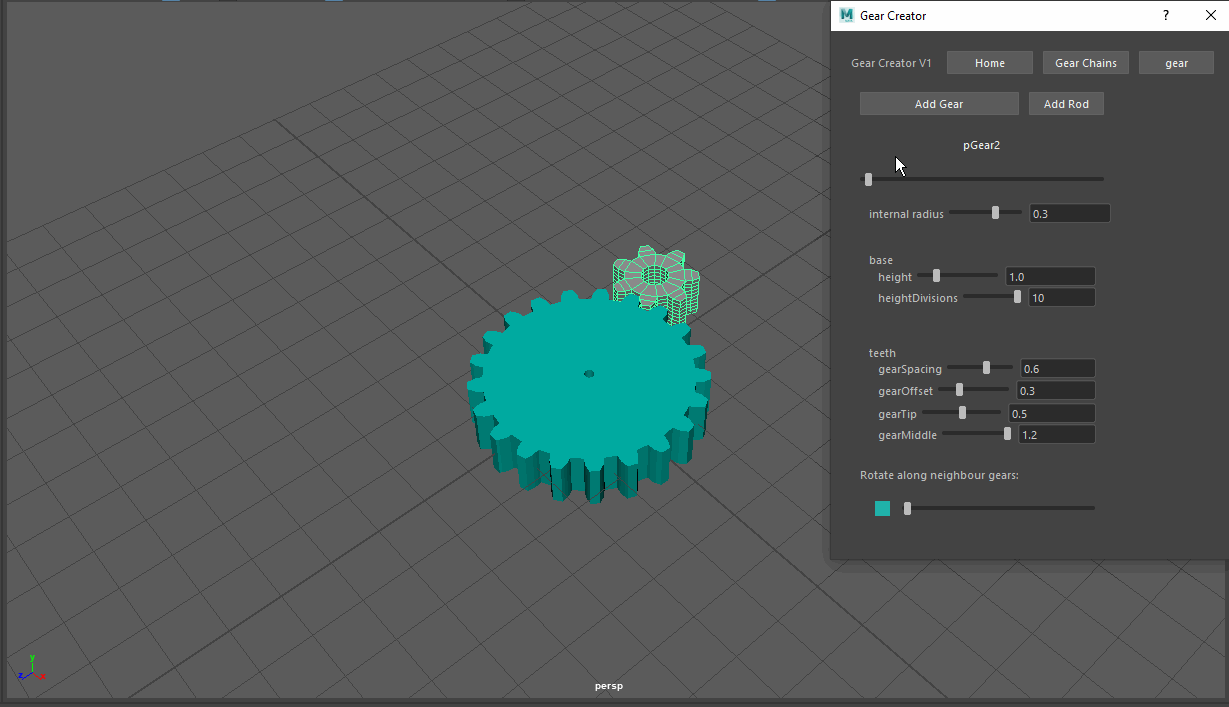 Gear Creator
?
Gear Creator V1 Home Gear Chains gear
Add Gear Add Rod
pGear2
internal radius 0.3
base
height 1.0
heightDivisions 10
teeth
gearSpacing 0.6
gearOffset 0.3
gearTip 0.5
gearMiddle 1.2
Rotate along neighbour gears:
y
z x
persp